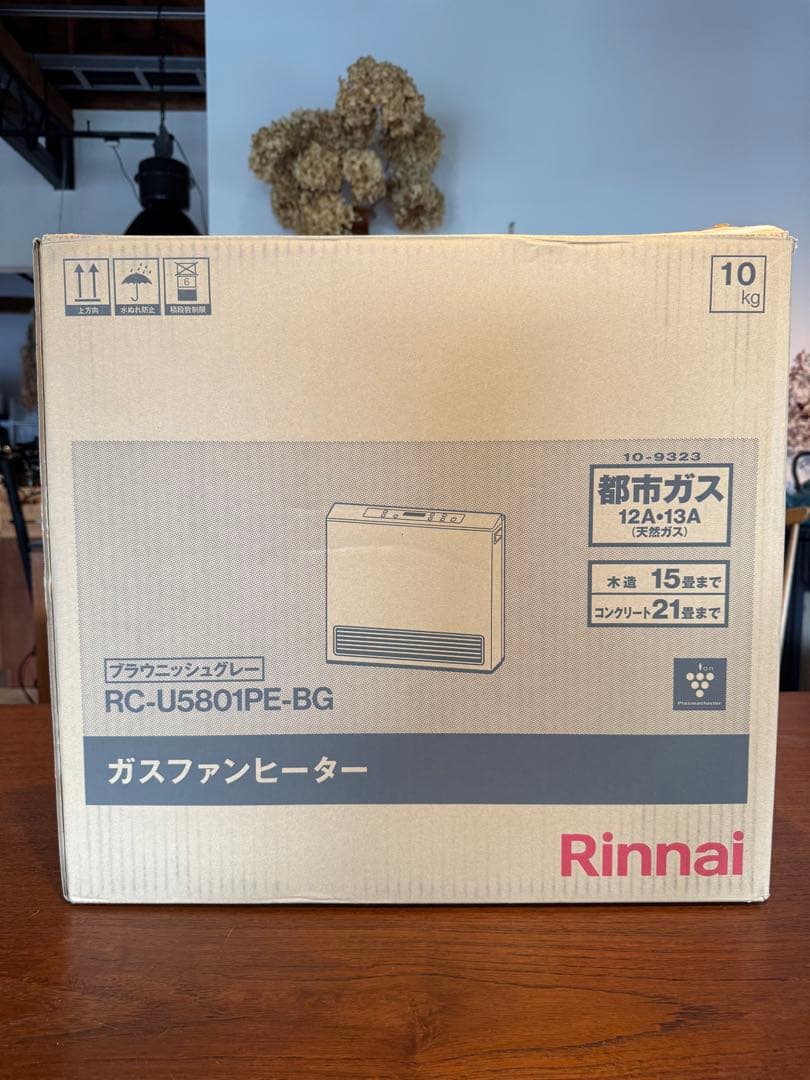 上方向
水ぬれ防止
6
積段数制限
10
kg
10-9323
都市ガス
12A・13A
(天然ガス)
木造 15畳まで
コンクリート21畳まで
Ion
Plasmacluster
ブラウニッシュグレー
RC-U5801PE-BG
ガスファンヒーター
Rinnai